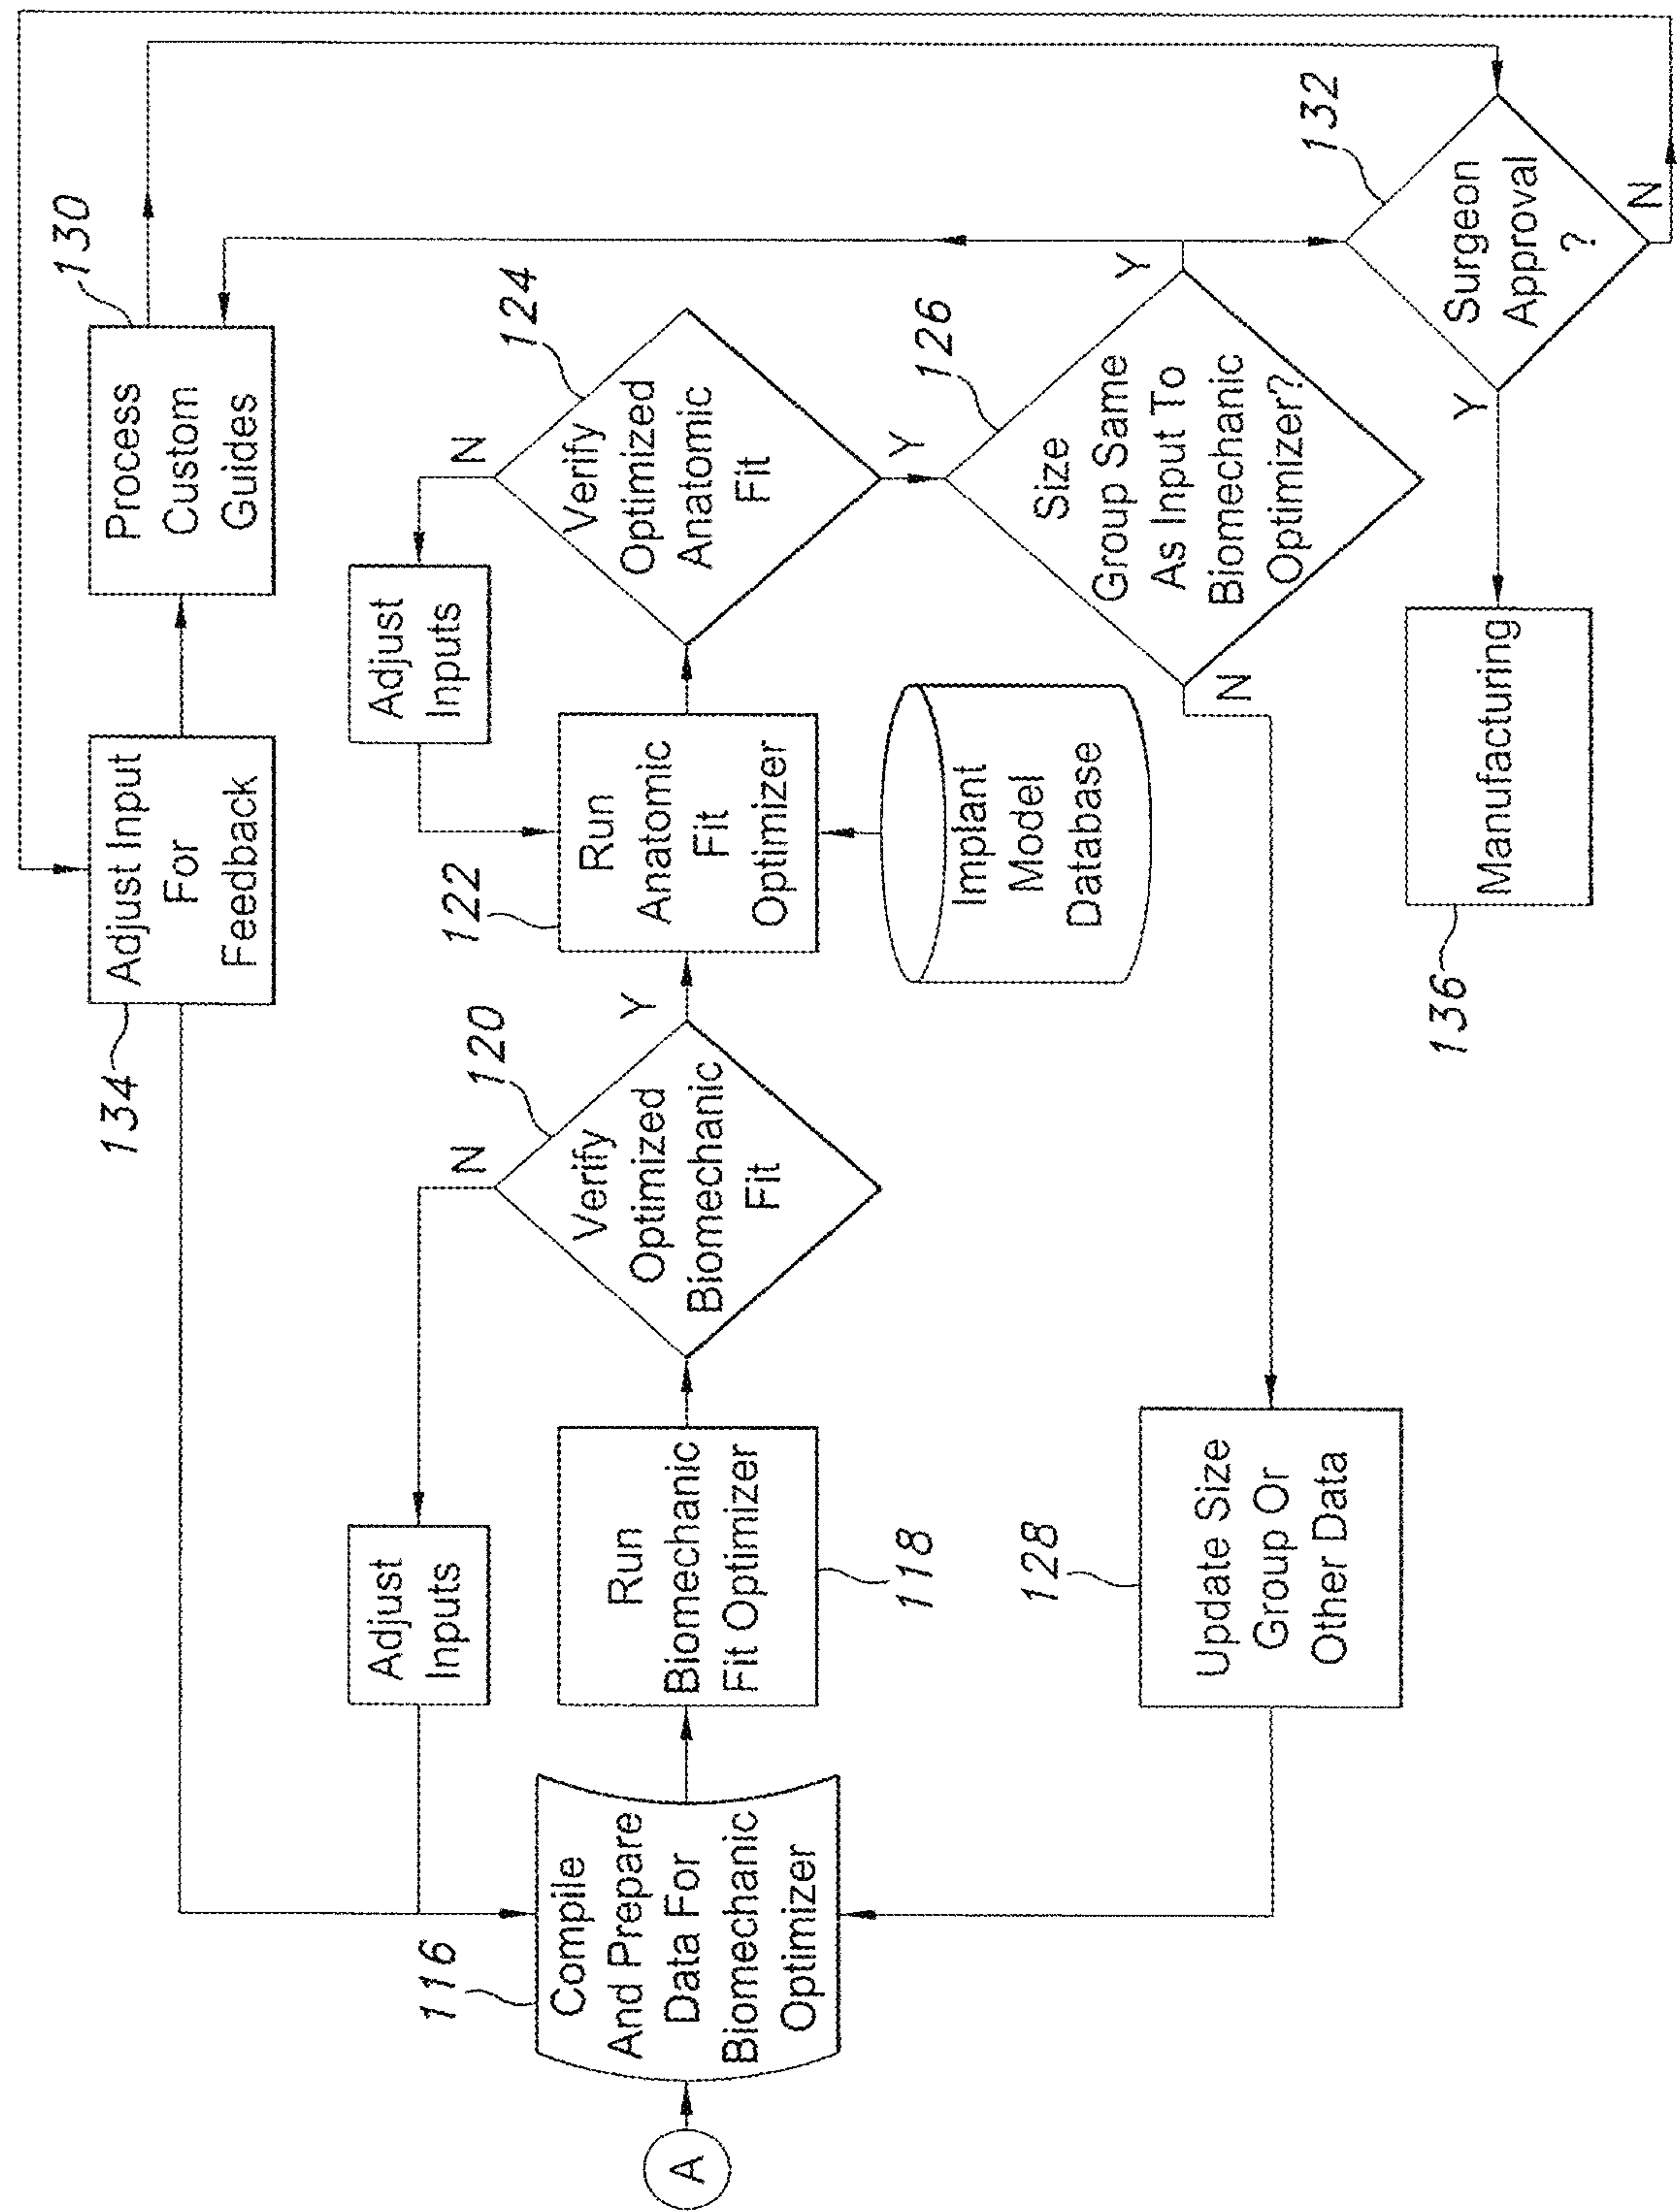 134
Adjust Input
For
Feedback
130
Process
Custom
Guides
Adjust
Inputs
N
Adjust
Inputs
N
A
116
Compile
And Prepare
Data For
Biomechanic
Optimizer
Run
Biomechanic
Fit Optimizer
118
120
Verify
Optimized
Biomechanic
Fit
Y
122
Run
Anatomic
Fit
Optimizer
124
Verify
Optimized
Anatomic
Fit
Y
Implant
Model
Database
126
Size
Group Same
As Input To
Biomechanic
Optimizer?
N
Y
128
Update Size
Group Or
Other Data
136
Manufacturing
Y
132
Surgeon
Approval
?
N